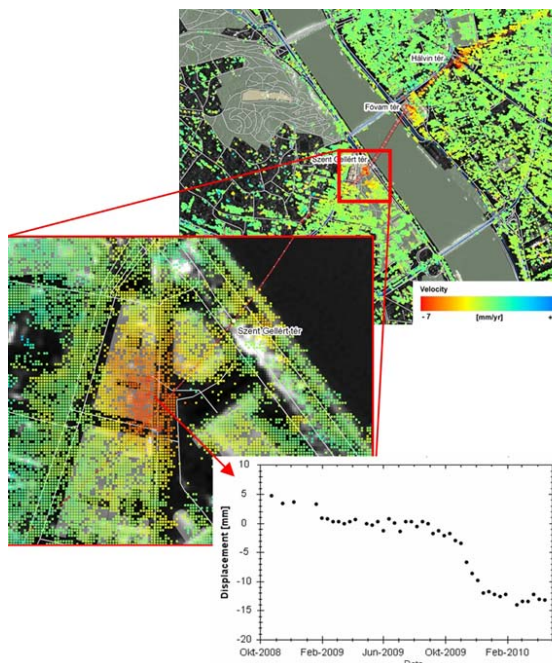 Hálvin tér
Fővám tér
Szent Gellért tér
Velocity
- 7 [mm/yr] +
Szent Gellért tér
Displacement [mm]
10
5
0
-5
-10
-15
-20
Okt-2008 Feb-2009 Jun-2009 Okt-2009 Feb-2010